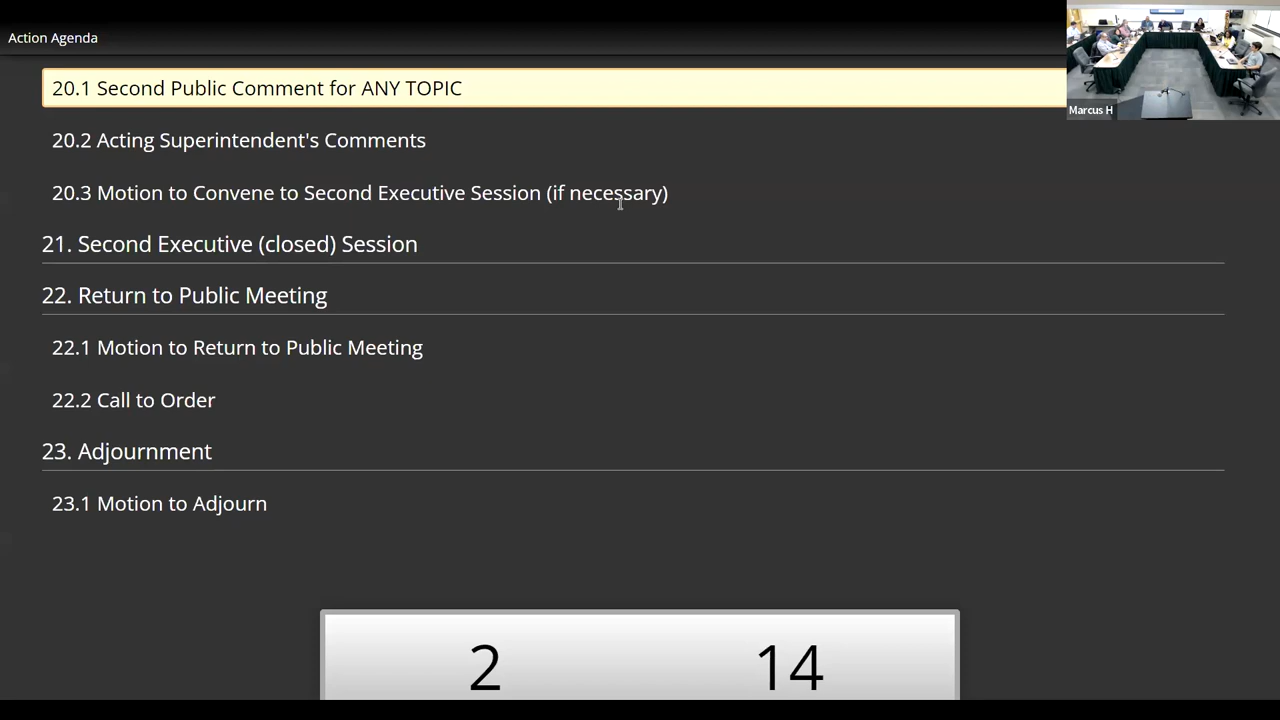 Action Agenda
20.1 Second Public Comment for ANY TOPIC
Marcus H
20.2 Acting Superintendent's Comments
20.3 Motion to Convene to Second Executive Session (if necessary)
21. Second Executive (closed) Session
22. Return to Public Meeting
22.1 Motion to Return to Public Meeting
22.2 Call to Order
23. Adjournment
23.1 Motion to Adjourn
2 14